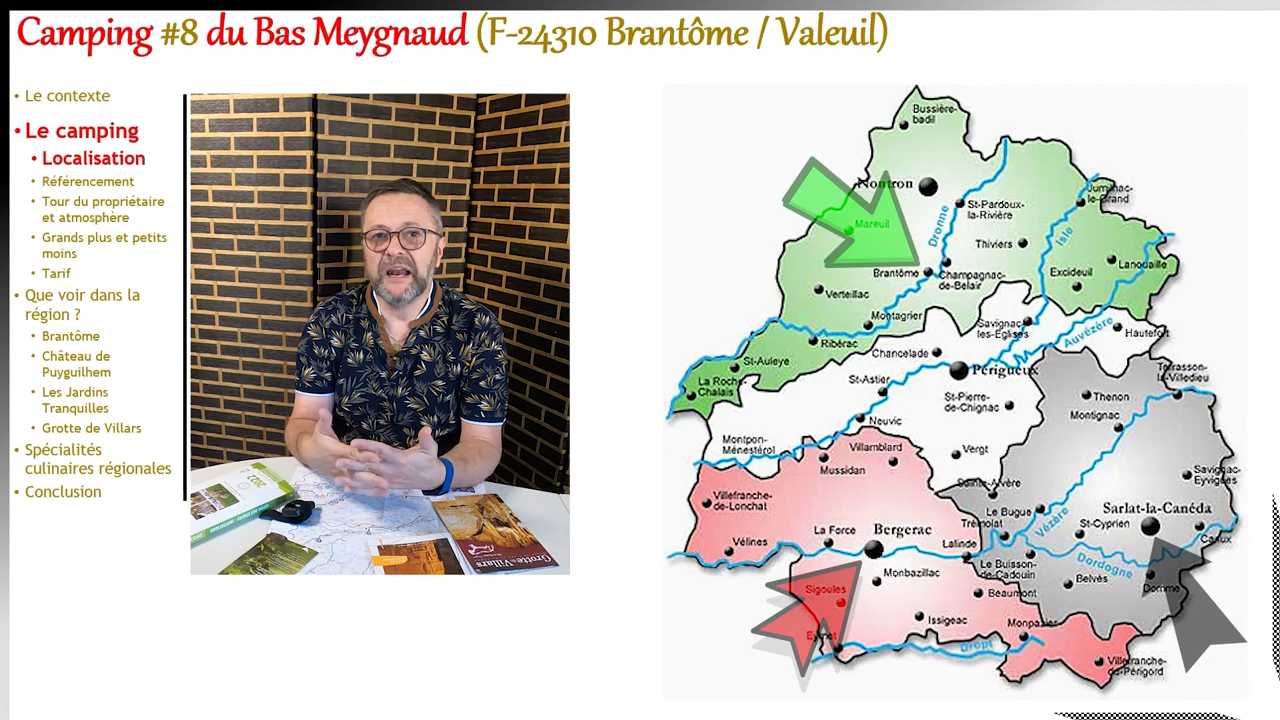 Camping #8 du Bas Meygnaud (F-24310 Brantôme / Valeuil)
• Le contexte
• Le camping
• Localisation
• Référencement
• Tour du propriétaire
et atmosphère
• Grands plus et petits
moins
• Tarif
• Que voir dans la
région ?
• Brantôme
• Château de
Puyguilhem
• Les Jardins
Tranquilles
• Grotte de Villars
• Spécialités
culinaires régionales
• Conclusion
Grotte de Villars
Bussière-
badil
Nontron
Jumilhac-
le-Grand
St-Pardoux-
la-Rivière
Mareuil
Dronne
Isle
Thiviers
Lanouaille
Brantôme
Champagnac-
de-Belair
Excideuil
Verteillac
Montagrier
Savignac-
les-Eglises
Auvézère
Hautefort
Ribérac
Chancelade
St-Auleye
Périgueux
Terrasson-
la-Villedieu
La Roche-
Chalais
St-Astier
St-Pierre-
de-Chignac
Thenon
Montignac
Neuvic
Montpon-
Ménestérol
Villamblard
Vergt
Mussidan
Savignac-
Eyvigues
Sainte-Alvère
Villefranche-
de-Lonchat
Le Bugue
Sarlat-la-Canéda
Vézère
St-Cyprien
Trémolat
La Force
Bergerac
Carlux
Vélines
Lalinde
Le Buisson-
de-Cadouin
Dordogne
Monbazillac
Belvès
Domme
Sigoules
Beaumont
Issigeac
Monpazier
Eymet
Dropt
Villefranche-
du-Périgord